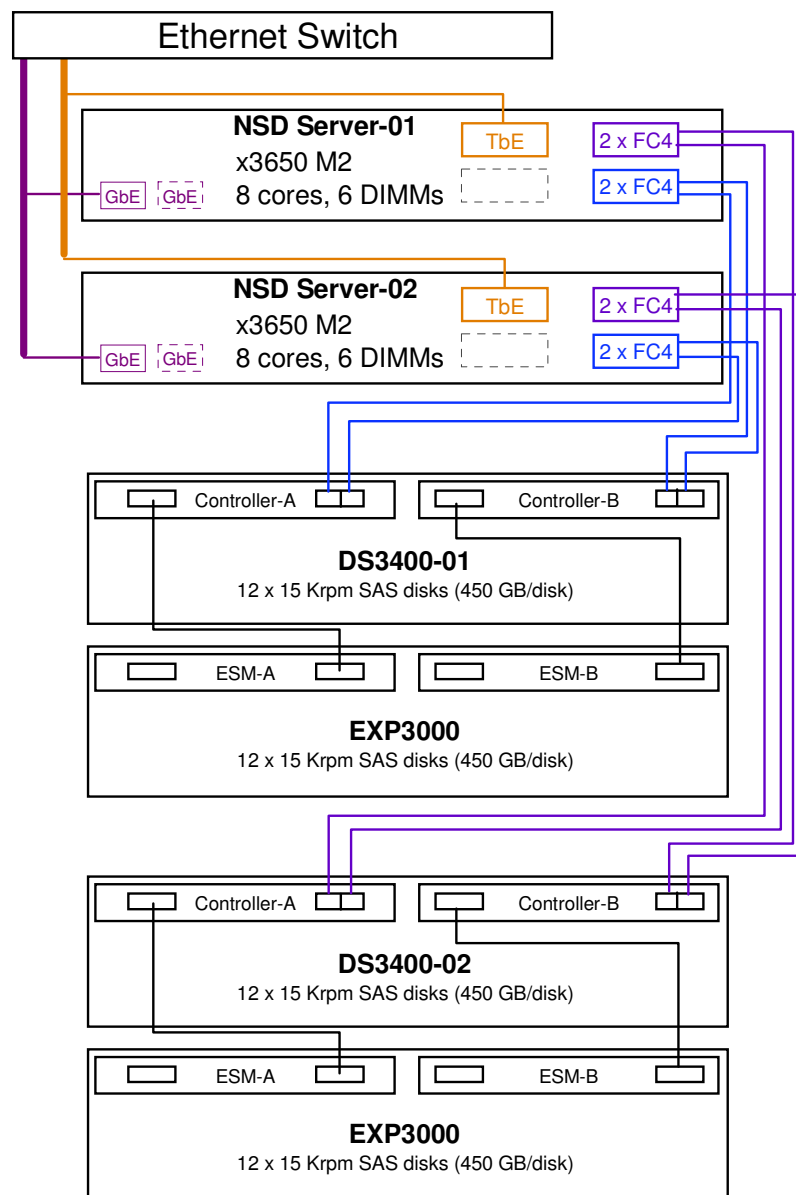 Ethernet Switch
NSD Server-01
TbE
2 x FC4
x3650 M2
GbE
GbE
8 cores, 6 DIMMs
2 x FC4
NSD Server-02
TbE
2 x FC4
x3650 M2
GbE
GbE
8 cores, 6 DIMMs
2 x FC4
Controller-A
Controller-B
DS3400-01
12 x 15 Krpm SAS disks (450 GB/disk)
ESM-A
ESM-B
EXP3000
12 x 15 Krpm SAS disks (450 GB/disk)
Controller-A
Controller-B
DS3400-02
12 x 15 Krpm SAS disks (450 GB/disk)
ESM-A
ESM-B
EXP3000
12 x 15 Krpm SAS disks (450 GB/disk)